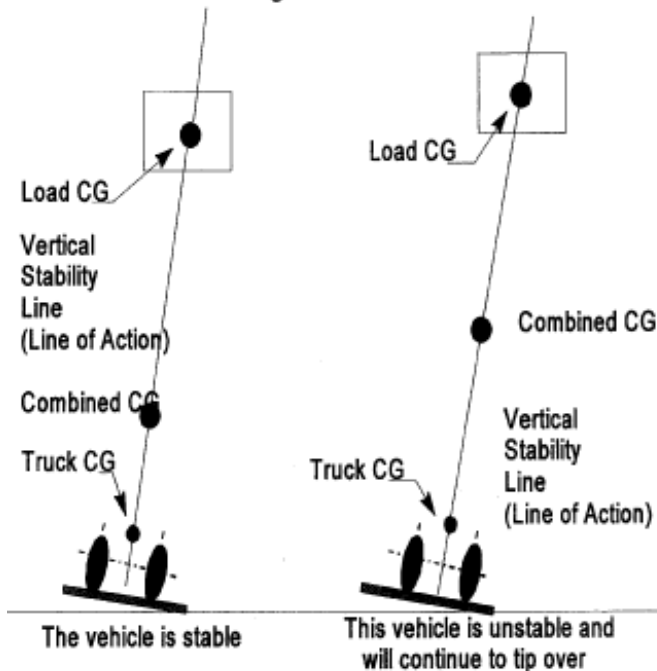 Load CG
Vertical
Stability
Line
(Line of Action)
Combined CG
Truck CG
The vehicle is stable
Load CG
Combined CG
Vertical
Stability
Line
(Line of Action)
Truck CG
This vehicle is unstable and
will continue to tip over